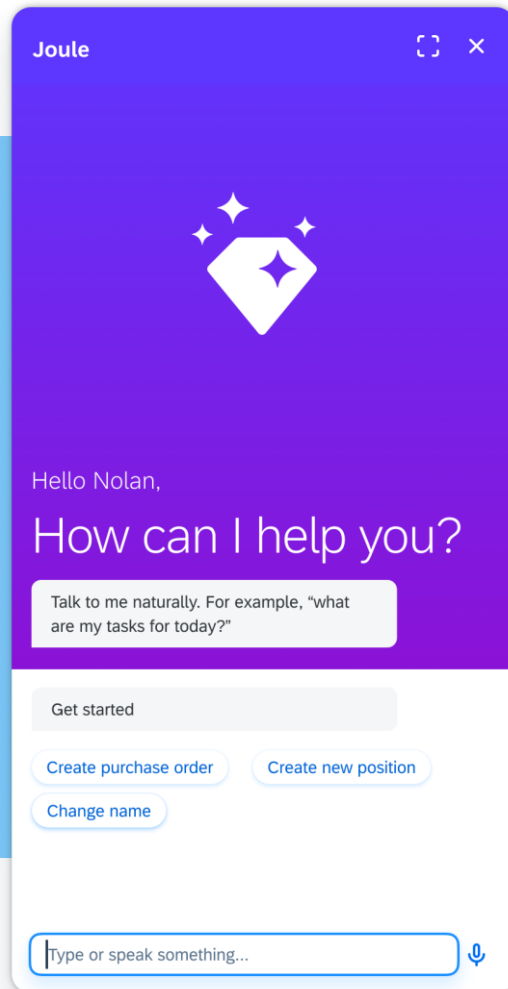 Joule
Hello Nolan,
How can I help you?
Talk to me naturally. For example, “what
are my tasks for today?”
Get started
Create purchase order
Create new position
Change name
Type or speak something...